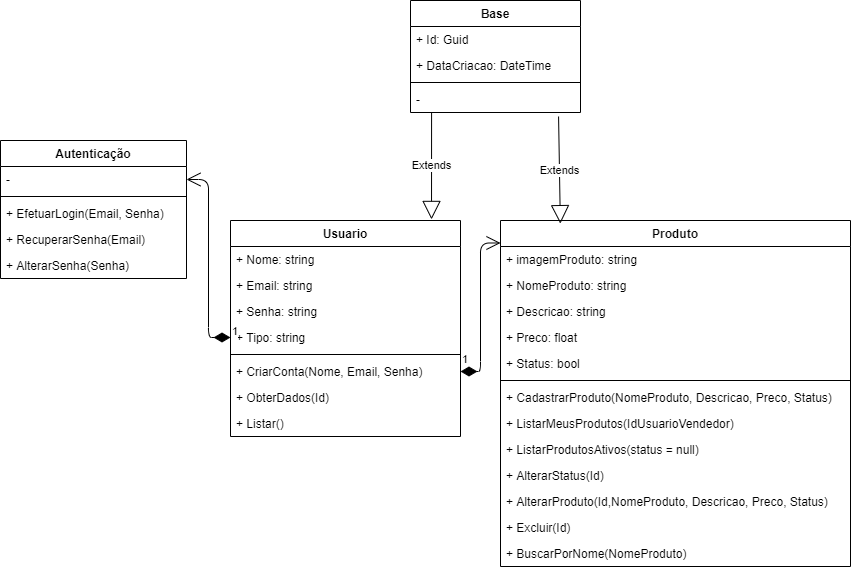 Base
+ Id: Guid
+ DataCriacao: DateTime
-
Extends
Extends
Autenticação
-
+ EfetuarLogin(Email, Senha)
+ RecuperarSenha(Email)
+ AlterarSenha(Senha)
Usuario
+ Nome: string
+ Email: string
+ Senha: string
+ Tipo: string
1
+ CriarConta(Nome, Email, Senha)
+ ObterDados(Id)
+ Listar()
1
Produto
+ imagemProduto: string
+ NomeProduto: string
+ Descricao: string
+ Preco: float
+ Status: bool
+ CadastrarProduto(NomeProduto, Descricao, Preco, Status)
+ ListarMeusProdutos(IdUsuarioVendedor)
+ ListarProdutosAtivos(status = null)
+ AlterarStatus(Id)
+ AlterarProduto(Id,NomeProduto, Descricao, Preco, Status)
+ Excluir(Id)
+ BuscarPorNome(NomeProduto)